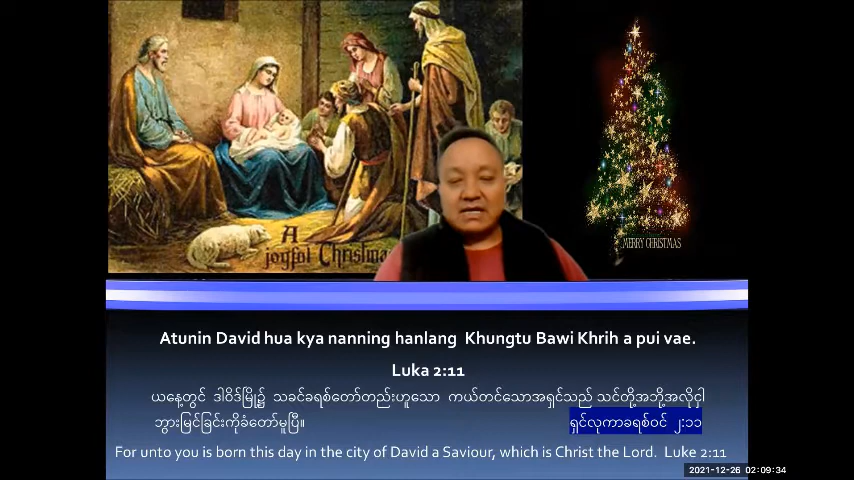 A
joyful Christmas
MERRY CHRISTMAS
Atunin David hua kya nanning hanlang Khungtu Bawi Khrih a pui vae.
Luka 2:11
ယနေ့တွင် ဒါဝိဒ်မြို့၌ သခင်ခရစ်တော်တည်းဟူသော ကယ်တင်သောအရှင်သည် သင်တို့အဘို့အလိုငှါ
ဘွားမြင်ခြင်းကိုခံတော်မူပြီ။ ရှင်လုကာခရစ်ဝင် ၂:၁၁
For unto you is born this day in the city of David a Saviour, which is Christ the Lord. Luke 2:11
2021-12-26 02:09:34